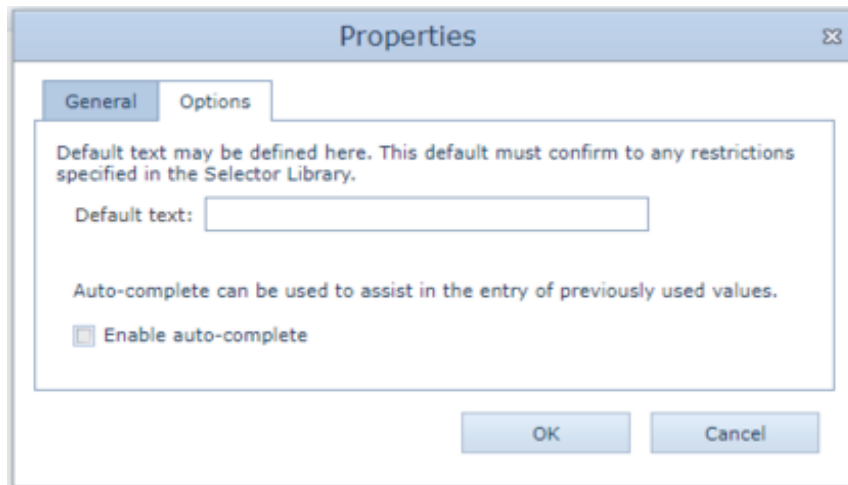 Properties
General
Options
Default text may be defined here. This default must confirm to any restrictions
specified in the Selector Library.
Default text:
Auto-complete can be used to assist in the entry of previously used values.
Enable auto-complete
OK
Cancel